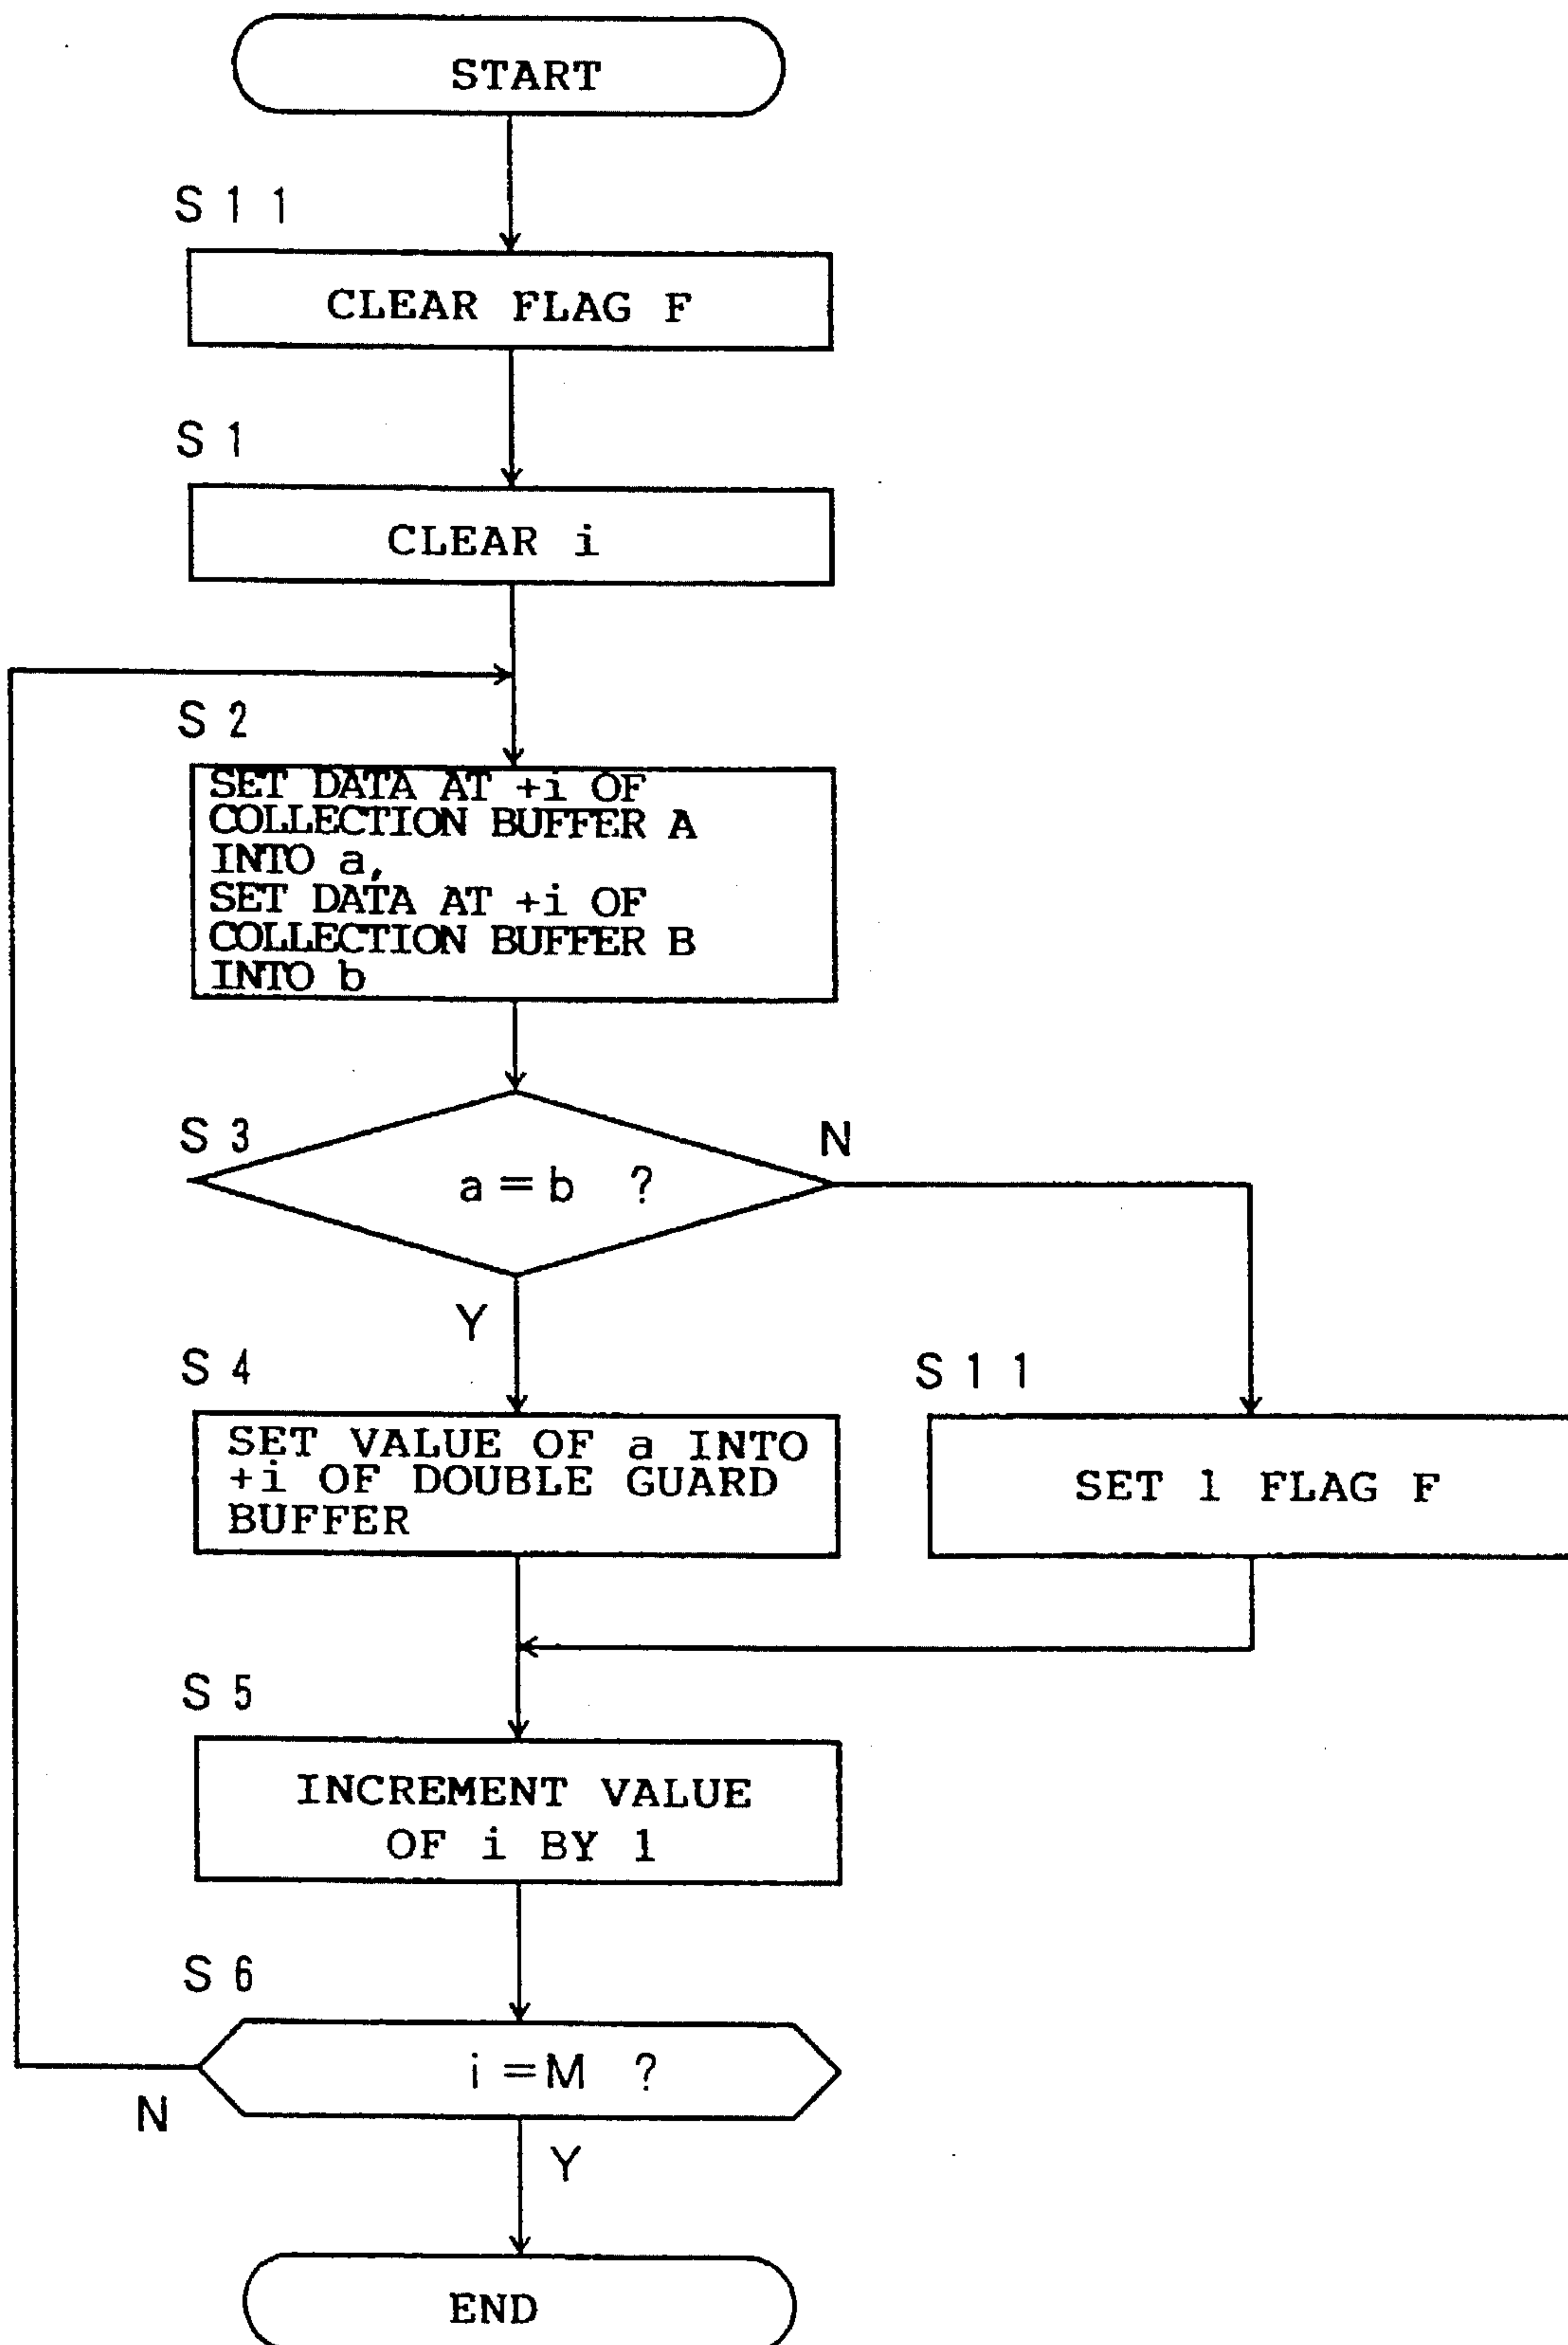 START
S 1 1
CLEAR FLAG F
S 1
CLEAR i
S 2
SET DATA AT +i OF
COLLECTION BUFFER A
INTO a,
SET DATA AT +i OF
COLLECTION BUFFER B
INTO b
S 3
a = b ?
N
Y
S 4
SET VALUE OF a INTO
+i OF DOUBLE GUARD
BUFFER
S 1 1
SET 1 FLAG F
S 5
INCREMENT VALUE
OF i BY 1
S 6
i = M ?
N
Y
END